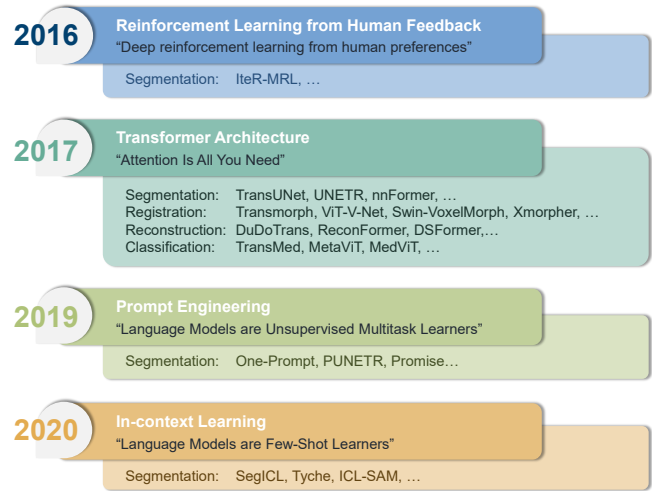 2016
Reinforcement Learning from Human Feedback
“Deep reinforcement learning from human preferences”
Segmentation: IteR-MRL, …
2017
Transformer Architecture
“Attention Is All You Need”
Segmentation: TransUNet, UNETR, nnFormer, …
Registration: Transmorph, ViT-V-Net, Swin-VoxelMorph, Xmorpher, …
Reconstruction: DuDoTrans, ReconFormer, DSFormer,…
Classification: TransMed, MetaViT, MedViT, …
2019
Prompt Engineering
“Language Models are Unsupervised Multitask Learners”
Segmentation: One-Prompt, PUNETR, Promise…
2020
In-context Learning
“Language Models are Few-Shot Learners”
Segmentation: SegICL, Tyche, ICL-SAM, …